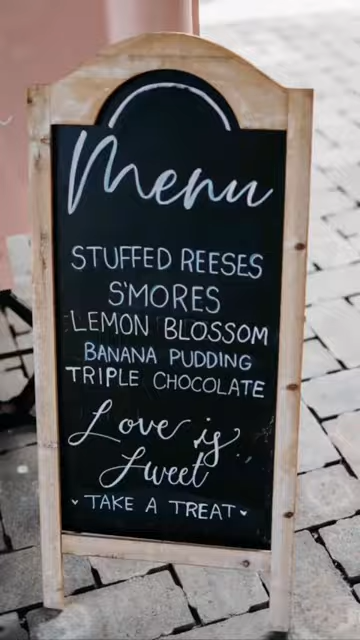 Menu
STUFFED REESES
S'MORES
LEMON BLOSSOM
BANANA PUDDING
TRIPLE CHOCOLATE
Love is
Sweet
TAKE A TREAT